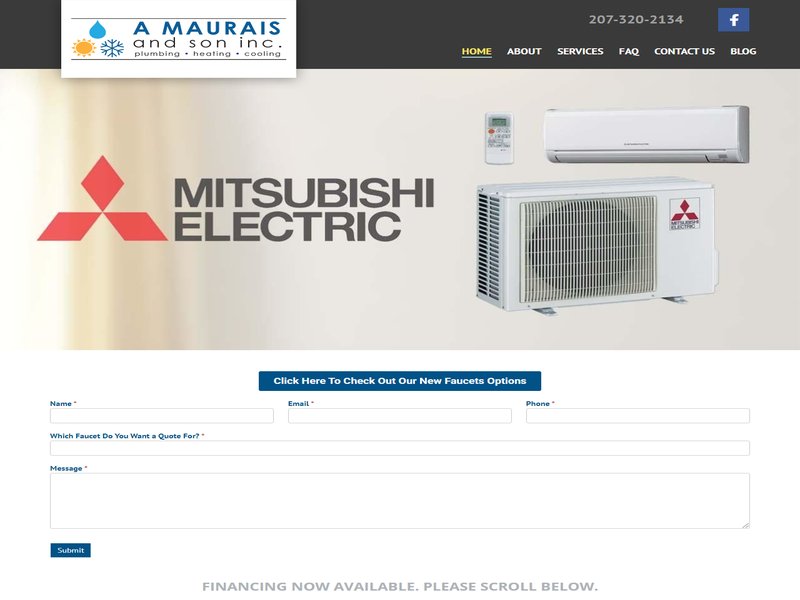 A MAURAIS
and son inc.
plumbing • heating • cooling
207-320-2134
f
HOME ABOUT SERVICES FAQ CONTACT US BLOG
MITSUBISHI
ELECTRIC
MITSUBISHI
ELECTRIC
Click Here To Check Out Our New Faucets Options
Name * Email * Phone *
Which Faucet Do You Want a Quote For? *
Message *
Submit
FINANCING NOW AVAILABLE. PLEASE SCROLL BELOW.